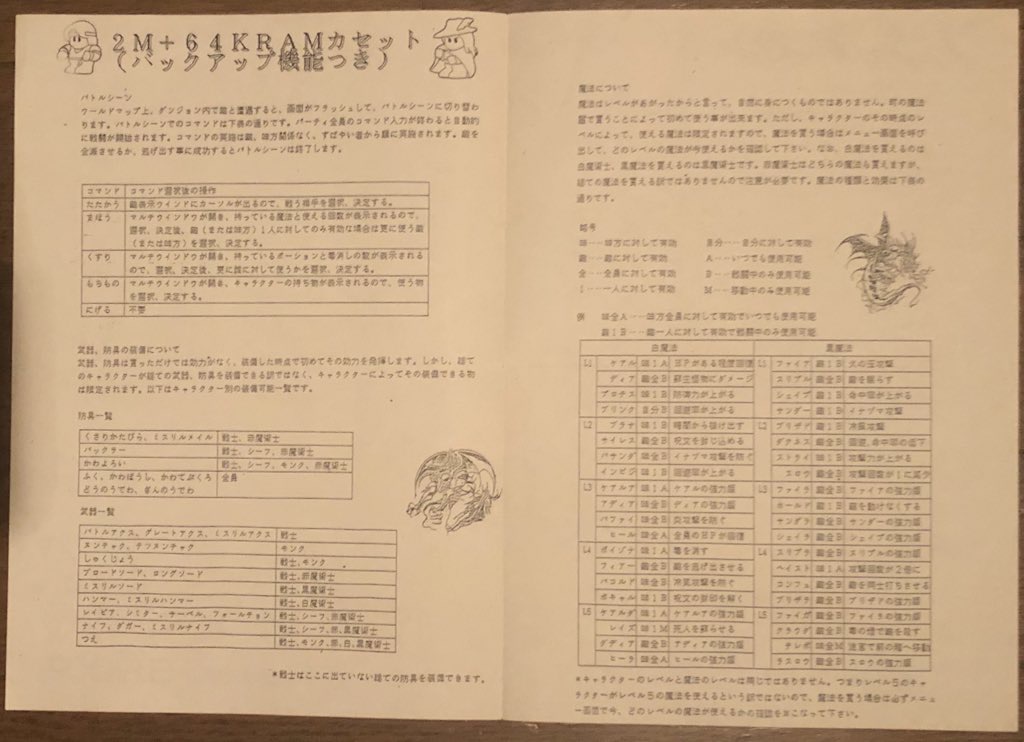 2M+64KRAMカセット
(バックアップ機能つき)
バトルシーン
ワールドマップ上、ダンジョン内で敵と遭遇すると、画面がフラッシュして、バトルシーンに切り替わ
ります。バトルシーンでのコマンドは下表の通りです。パーティ全員のコマンド入力が終わると自動的
に戦闘が開始されます。コマンドの実施は敵、味方関係なく、すばやい者から順に実施されます。敵を
全滅させるか、逃げ出す事に成功するとバトルシーンは終了します。
コマンド コマンド選択後の操作
たたかう 敵表示ウインドにカーソルが出るので、戦う相手を選択、決定する。
まほう マルチウインドウが開き、持っている魔法と使える回数が表示されるので、
選択、決定後、敵(または味方)1人に対してのみ有効な場合は更に使う敵
(または味方)を選択、決定する。
くすり マルチウインドウが開き、持っているポーションと毒消しの数が表示され
るので、選択、決定後、更に誰に対して使うかを選択、決定する。
もちもの マルチウインドウが開き、キャラクターの持ち物が表示されるので、使う物
を選択、決定する。
にげる 不要
武器、防具の装備について
武器、防具は買っただけでは効力がなく、装備した時点で初めてその効力を発揮します。しかし、総て
のキャラクターが総ての武器、防具を装備できる訳ではなく、キャラクターによってその装備できる物
は限定されます。以下はキャラクター別の装備可能一覧です。
防具一覧
くさりかたびら、ミスリルメイル 戦士、赤魔術士
バックラー 戦士、シーフ、赤魔術士
かわよろい 戦士、シーフ、モンク、赤魔術士
ふく、かわぼうし、かわてぶくろ 全員
どうのうでわ、ぎんのうでわ
武器一覧
バトルアクス、グレートアクス、ミスリルアクス 戦士
ヌンチャク、テツヌンチャク モンク
しゅくじょう 戦士、モンク
ブロードソード、ロングソード 戦士、赤魔術士
ミスリルソード 戦士、黒魔術士
ハンマー、ミスリルハンマー 戦士、白魔術士
レイピア、シミター、サーベル、フォールチョン 戦士、シーフ、赤魔術士
ナイフ、ダガー、ミスリルナイフ 戦士、シーフ、赤、黒魔術士
つえ 戦士、モンク、赤、白、黒魔術士
*戦士はここに出ていない総ての防具を装備できます。
魔法について
魔法はレベルがあがったからと言って、自然に身につくものではありません。町の魔法
屋で買うことによって初めて使う事が出来ます。ただし、キャラクターのその時点のレ
ベルによって、使える魔法は限定されますので、魔法を買う場合はメニュー画面を呼び
出して、どのレベルの魔法が今使えるかを確認して下さい。なお、白魔法を買えるのは
白魔術士、黒魔法を買えるのは黒魔術士です。赤魔術士はどちらの魔法も買えますが、
総ての魔法を買える訳ではありませんので注意が必要です。魔法の種類と効果は下表の
通りです。
略号
味‥‥味方に対して有効 自分‥‥自分に対して有効
敵‥‥敵に対して有効 A‥‥いつでも使用可能
全‥‥全員に対して有効 B‥‥戦闘中のみ使用可能
1‥‥一人に対して有効 M‥‥移動中のみ使用可能
例 味全A‥‥味方全員に対して有効でいつでも使用可能
敵1B‥‥敵一人に対して有効で戦闘中のみ使用可能
白魔法 黒魔法
L1 ケアル 味1A HPがある程度回復 L1 ファイア 敵1B 火の玉攻撃
ディア 敵全B 蘇生怪物にダメージ スリプル 敵全B 敵を眠らす
プロテス 味1B 防御力が上がる シェイプ 敵1B 命中率が上がる
ブリンク 自分B 回避率が上がる サンダー 敵1B イナヅマ攻撃
L2 ブラナ 味1B 暗闇から抜け出す L2 ブリザド 敵1B 冷気攻撃
サイレス 敵全B 呪文を封じ込める ダクネス 敵全B 回避、命中率の低下
バサンダ 味全B イナヅマ攻撃を防ぐ ストライ 味1B 攻撃力が上がる
インビジ 味1B 回避率が上がる スロウ 敵全B 攻撃回数が1に減少
L3 ケアルア 味1A ケアルの強力版 L3 ファイラ 敵全B ファイアの強力版
アディア 敵全B ディアの強力版 ホールド 敵1B 敵を動けなくする
バファイ 味全B 炎攻撃を防ぐ サンダラ 敵全B サンダーの強力版
ヒール 味全A 全員のHPが回復 シェイラ 敵全B シェイプの強力版
L4 ポイゾナ 味1A 毒を消す L4 スリプラ 敵1B スリプルの強力版
フィアー 敵全B 敵を逃げ出させる ヘイスト 味1A 攻撃回数が2倍に
バコルド 味全B 冷気攻撃を防ぐ コンフュ 敵全B 敵を同士打ちさせる
ボキャル 味1B 呪文の封印を解く ブリザラ 敵全B ブリザドの強力版
L5 ケアルダ 味1A ケアルアの強力版 L5 ファイガ 敵全B ファイラの強力版
レイズ 味1M 死人を蘇らせる クラウダ 敵全B 毒の煙で敵を殺す
ダディア 敵全B アディアの強力版 テレポ 味全M 迷宮で前の階へ移動
ヒーラ 味全A ヒールの強力版 ラスロウ 敵全B スロウの強力版
*キャラクターのレベルと魔法のレベルは同じではありません。つまりレベル5のキャ
ラクターがレベル5の魔法を使えるという訳ではないので、魔法を買う場合は必ずメニュ
ー画面で今、どのレベルの魔法が使えるかの確認をおこなって下さい。